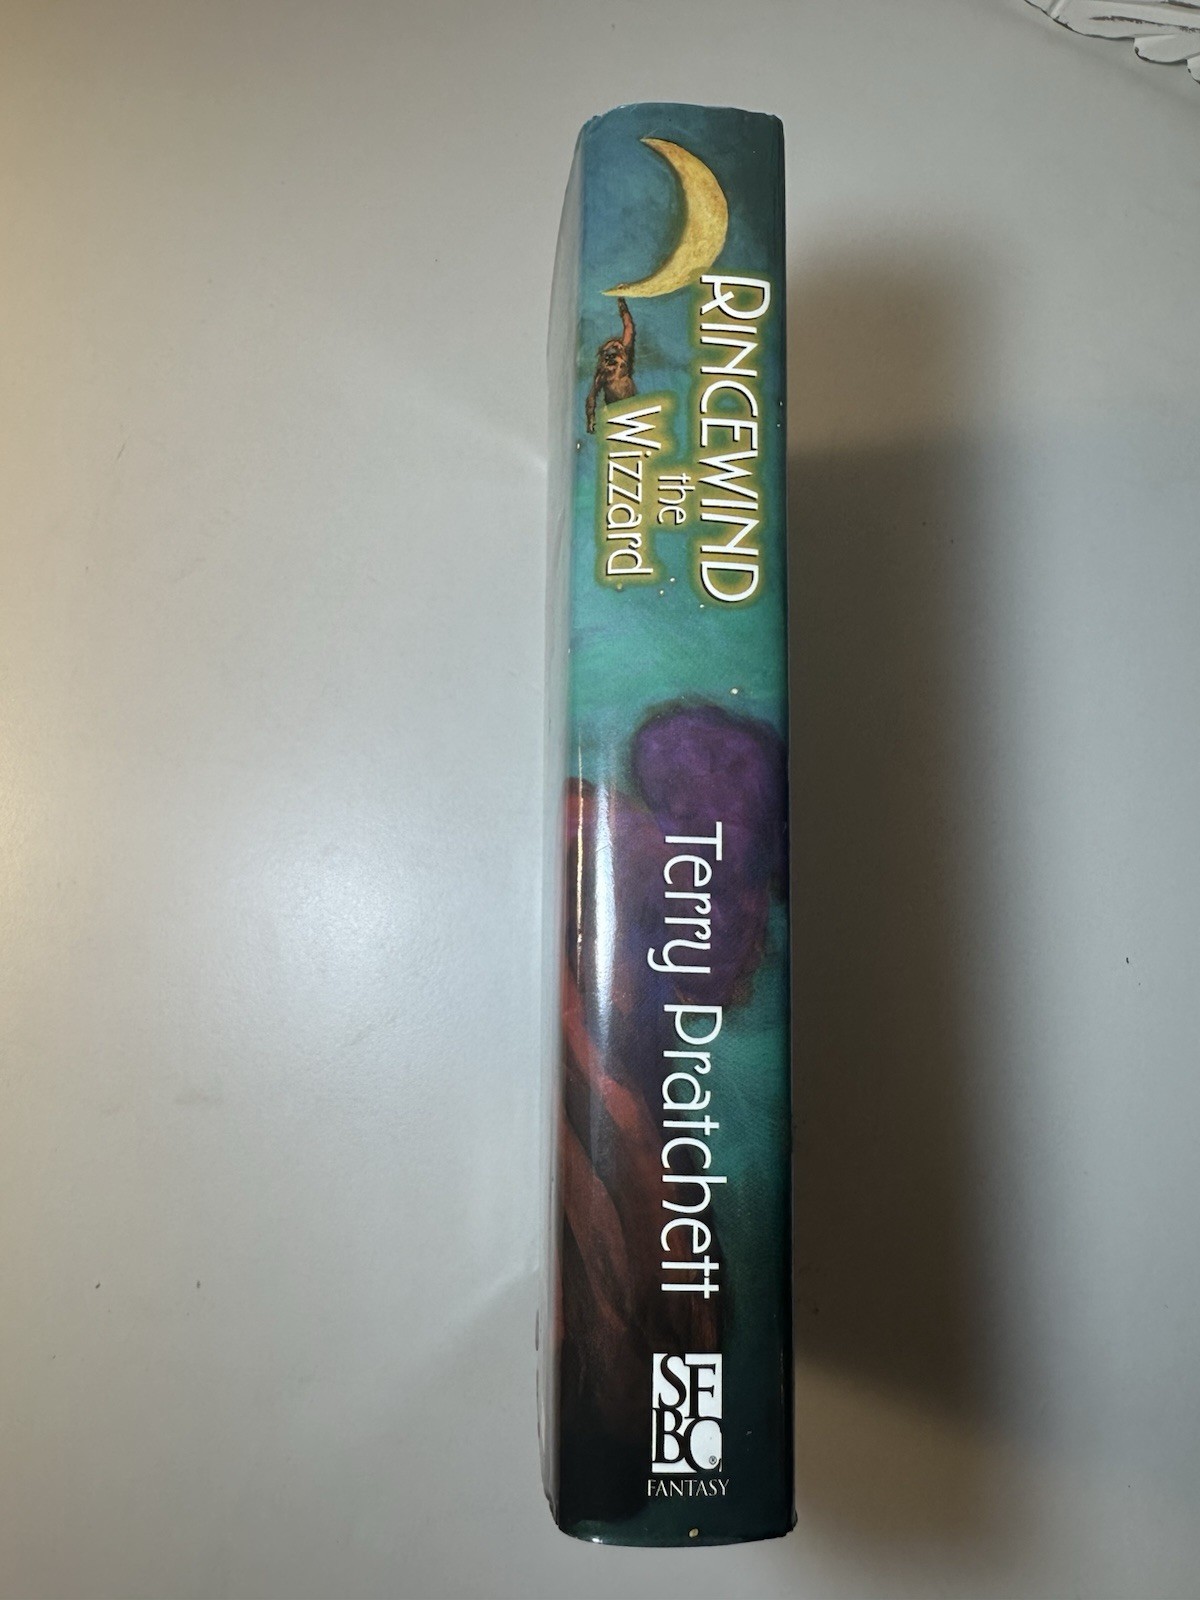 RINCEWIND
the
Wizzard
Terry Pratchett
SF
BC®
FANTASY